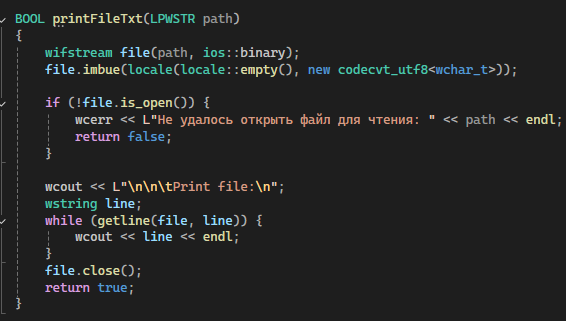 BOOL printFileTxt(LPWSTR path)
{
    wifstream file(path, ios::binary);
    file.imbue(locale(locale::empty(), new codecvt_utf8<wchar_t>));

    if (!file.is_open()) {
        wcerr << L"Не удалось открыть файл для чтения: " << path << endl;
        return false;
    }

    wcout << L"\n\n\tPrint file:\n";
    wstring line;
    while (getline(file, line)) {
        wcout << line << endl;
    }
    file.close();
    return true;
}